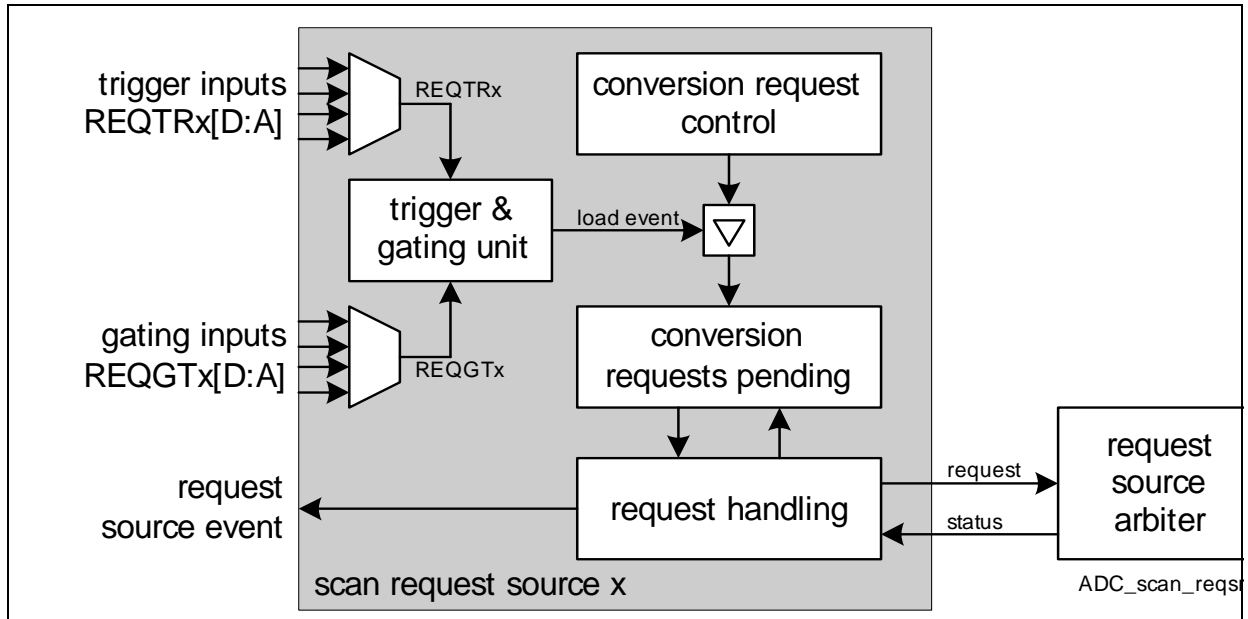 trigger inputs
REQTRx[D:A]
REQTRx
conversion request
control
trigger &
gating unit
load event
gating inputs
REQGTx[D:A]
REQGTx
conversion
requests pending
request
source event
request handling
request
status
request
source
arbiter
scan request source x
ADC_scan_reqsr